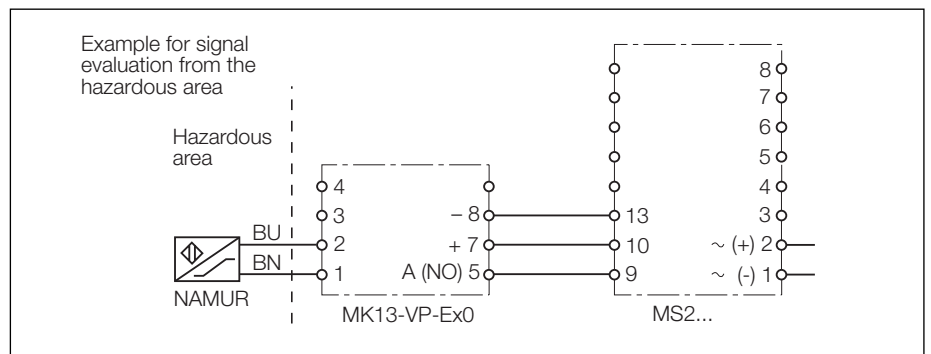 Example for signal
evaluation from the
hazardous area
Hazardous
area
BU
BN
NAMUR
4
3
2
1
– 8
+ 7
A (NO) 5
MK13-VP-Ex0
13
10
9
8
7
6
5
4
3
~ (+) 2
~ (-) 1
MS2...